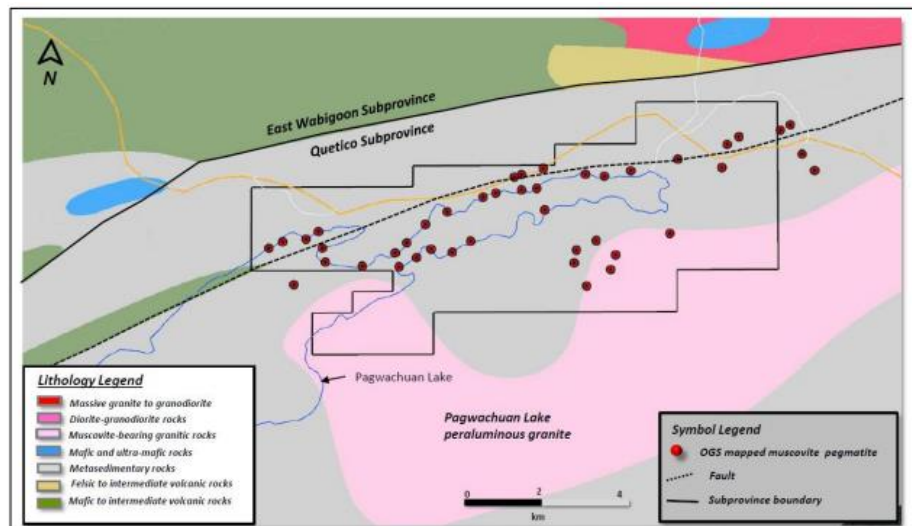 N
East Wabigoon Subprovince
Quetico Subprovince
Pagwachuan Lake
Pagwachuan Lake
peraluminous granite
Lithology Legend
Massive granite to granodiorite
Diorite-granodiorite rocks
Muscovite-bearing granitic rocks
Mafic and ultra-mafic rocks
Metasedimentary rocks
Felsic to intermediate volcanic rocks
Mafic to intermediate volcanic rocks
0 2 4
km
Symbol Legend
OGS mapped muscovite pegmatite
Fault
Subprovince boundary